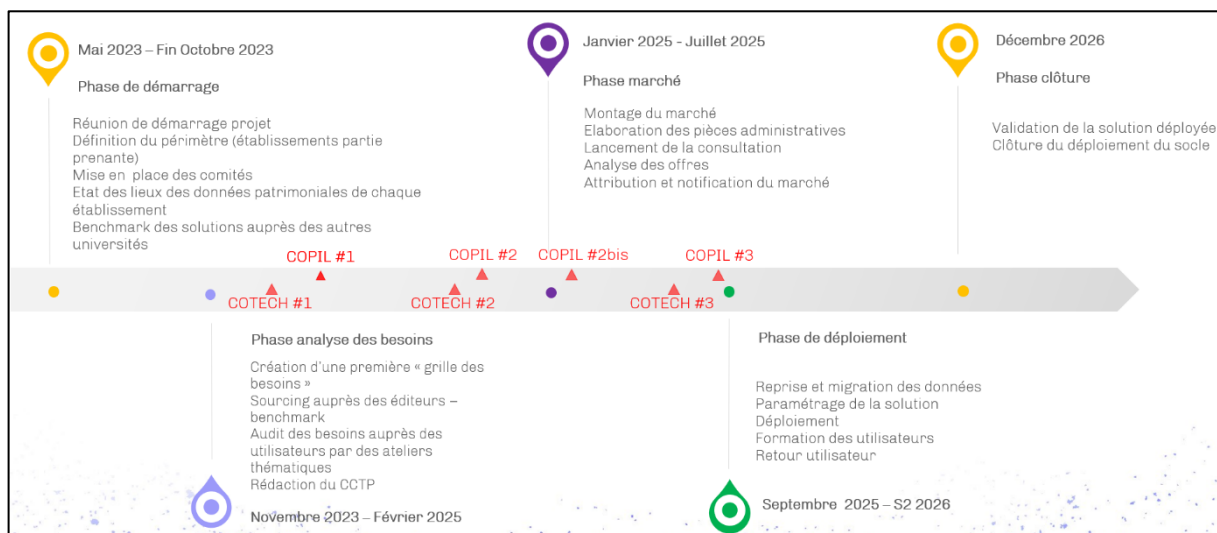 Mai 2023 – Fin Octobre 2023
Phase de démarrage
Réunion de démarrage projet
Définition du périmètre (établissements partie
prenante)
Mise en place des comités
Etat des lieux des données patrimoniales de chaque
établissement
Benchmark des solutions auprès des autres
universités
Janvier 2025 - Juillet 2025
Phase marché
Montage du marché
Elaboration des pièces administratives
Lancement de la consultation
Analyse des offres
Attribution et notification du marché
Décembre 2026
Phase clôture
Validation de la solution déployée
Clôture du déploiement du socle
COPIL #1
COPIL #2
COPIL #2bis
COPIL #3
COTECH #1
COTECH #2
COTECH #3
Phase analyse des besoins
Création d'une première « grille des
besoins »
Sourcing auprès des éditeurs –
benchmark
Audit des besoins auprès des
utilisateurs par des ateliers
thématiques
Rédaction du CCTP
Novembre 2023 – Février 2025
Phase de déploiement
Reprise et migration des données
Paramétrage de la solution
Déploiement
Formation des utilisateurs
Retour utilisateur
Septembre 2025 – S2 2026